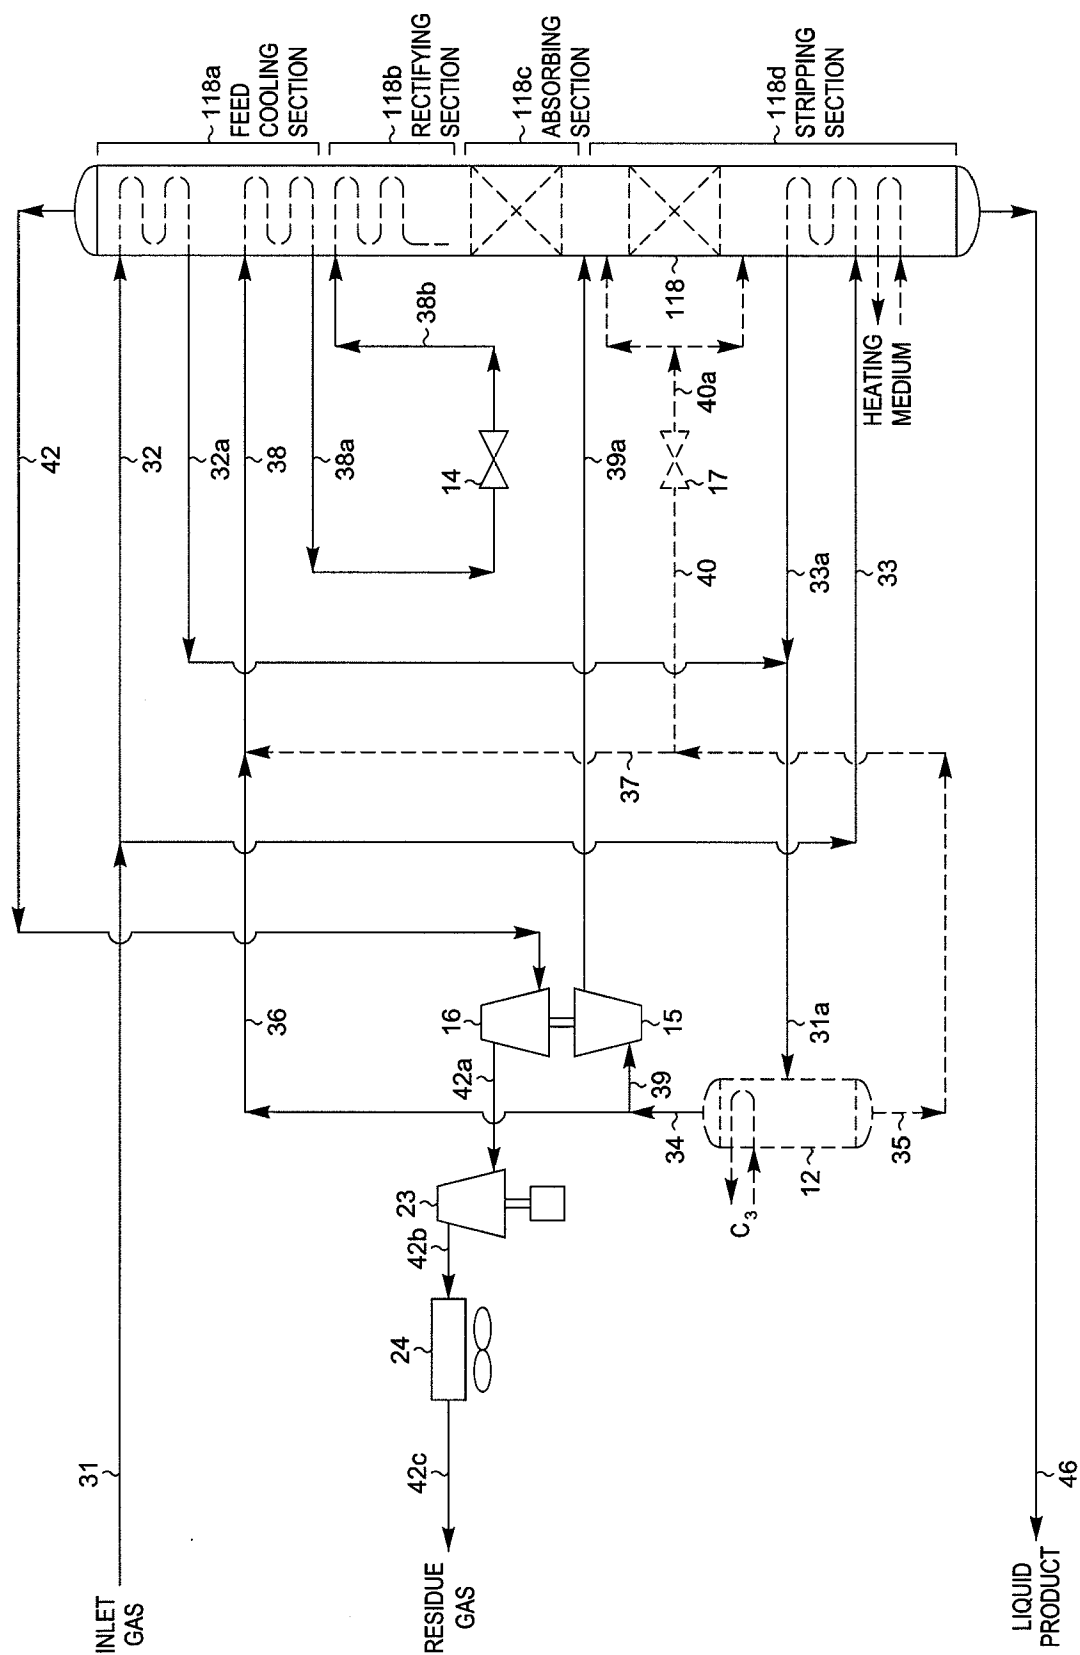 118a
FEED
COOLING
SECTION
118b
RECTIFYING
SECTION
118c
ABSORBING
SECTION
118d
STRIPPING
SECTION
42
32
32a
38
38a
14
38b
39a
118
40a
17
40
33a
33
HEATING
MEDIUM
37
36
16
15
42a
39
34
31a
12
35
C3
23
42b
24
42c
31
46
INLET
GAS
RESIDUE
GAS
LIQUID
PRODUCT